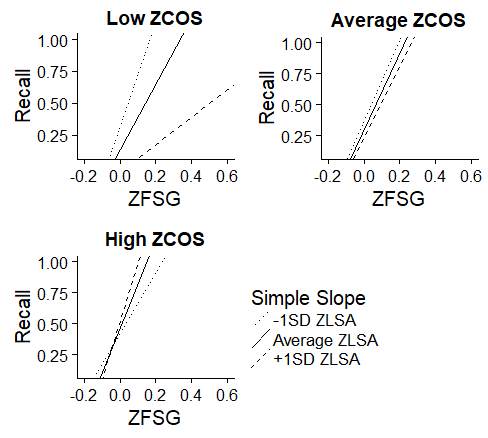 Low ZCOS
Recall
1.00
0.75
0.50
0.25
-0.2 0.0 0.2 0.4 0.6
ZFSG
Average ZCOS
Recall
1.00
0.75
0.50
0.25
-0.2 0.0 0.2 0.4 0.6
ZFSG
High ZCOS
Recall
1.00
0.75
0.50
0.25
-0.2 0.0 0.2 0.4 0.6
ZFSG
Simple Slope
-1SD ZLSA
Average ZLSA
+1SD ZLSA